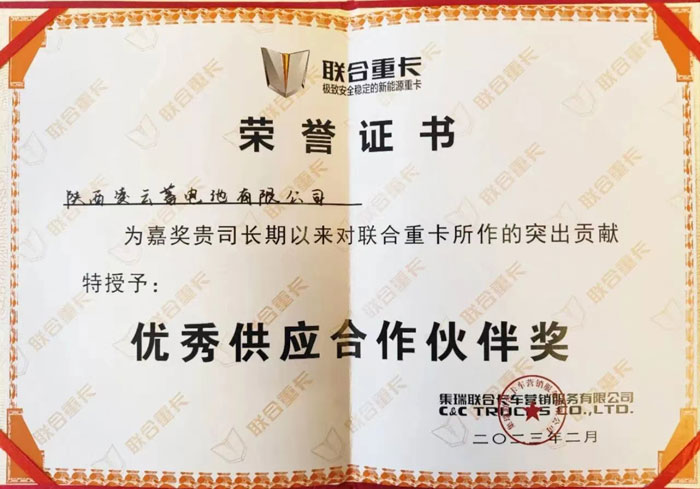 联合重卡
极致安全稳定的新能源重卡
荣誉证书
陕西凌云蓄电池有限公司
为嘉奖贵司长期以来对联合重卡所作的突出贡献
特授予：
优秀供应合作伙伴奖
集瑞联合卡车营销服务有限公司
C&C TRUCKS CO.,LTD.
二〇二三年二月